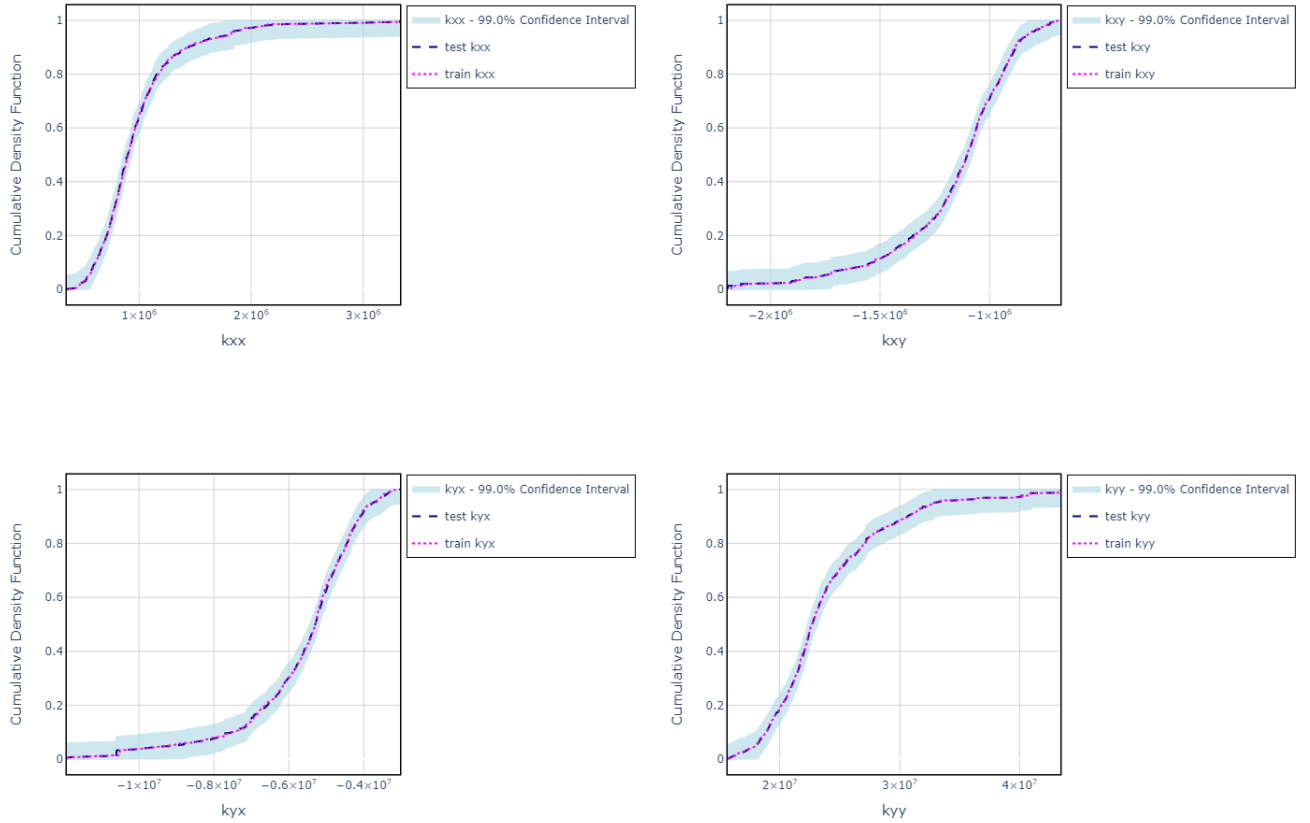 Cumulative Density Function
1
0.8
0.6
0.4
0.2
0
1×10⁶
2×10⁶
3×10⁶
kxx
kxx - 99.0% Confidence Interval
test kxx
train kxx
Cumulative Density Function
1
0.8
0.6
0.4
0.2
0
−2×10⁶
−1.5×10⁶
−1×10⁶
kxy
kxy - 99.0% Confidence Interval
test kxy
train kxy
Cumulative Density Function
1
0.8
0.6
0.4
0.2
0
−1×10⁷
−0.8×10⁷
−0.6×10⁷
−0.4×10⁷
kyx
kyx - 99.0% Confidence Interval
test kyx
train kyx
Cumulative Density Function
1
0.8
0.6
0.4
0.2
0
2×10⁷
3×10⁷
4×10⁷
kyy
kyy - 99.0% Confidence Interval
test kyy
train kyy